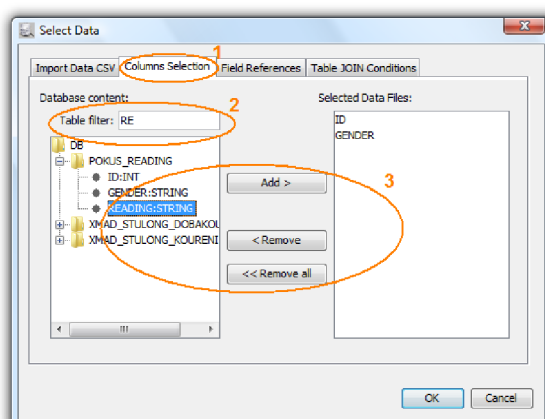 Select Data
1
Import Data CSV Columns Selection Field References Table JOIN Conditions
Database content:
Selected Data Files:
2
Table filter: RE
DB
POKUS_READING
ID:INT
GENDER:STRING
READING:STRING
XMAD_STULONG_DOBAKOU
XMAD_STULONG_KOURENI
Add >
< Remove
<< Remove all
3
ID
GENDER
OK Cancel